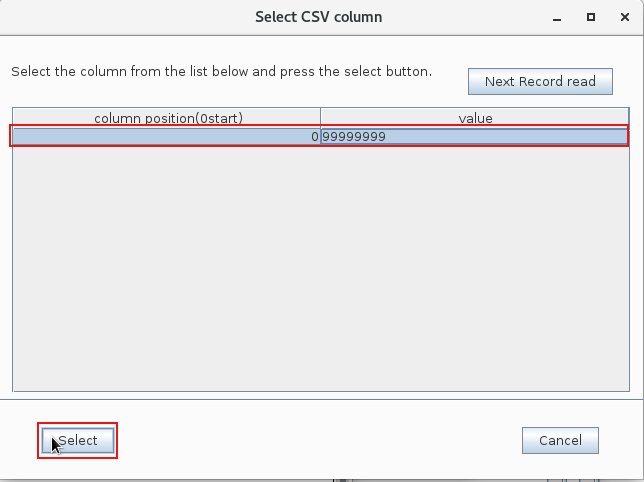 Select CSV column
Select the column from the list below and press the select button.
Next Record read
column position(0start) value
0 99999999
Select Cancel